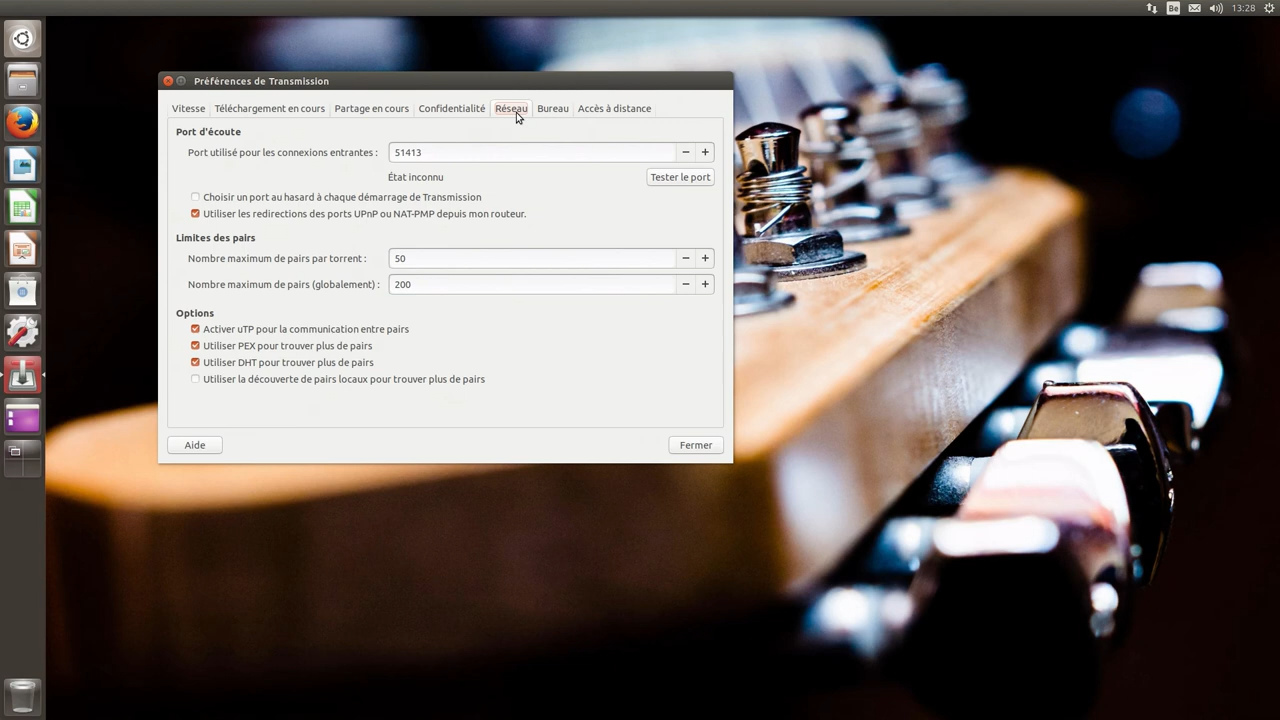 Be 13:28
Préférences de Transmission
Vitesse Téléchargement en cours Partage en cours Confidentialité Réseau Bureau Accès à distance
Port d'écoute
Port utilisé pour les connexions entrantes : 51413
État inconnu Tester le port
Choisir un port au hasard à chaque démarrage de Transmission
Utiliser les redirections des ports UPnP ou NAT-PMP depuis mon routeur.
Limites des pairs
Nombre maximum de pairs par torrent : 50
Nombre maximum de pairs (globalement) : 200
Options
Activer uTP pour la communication entre pairs
Utiliser PEX pour trouver plus de pairs
Utiliser DHT pour trouver plus de pairs
Utiliser la découverte de pairs locaux pour trouver plus de pairs
Aide Fermer